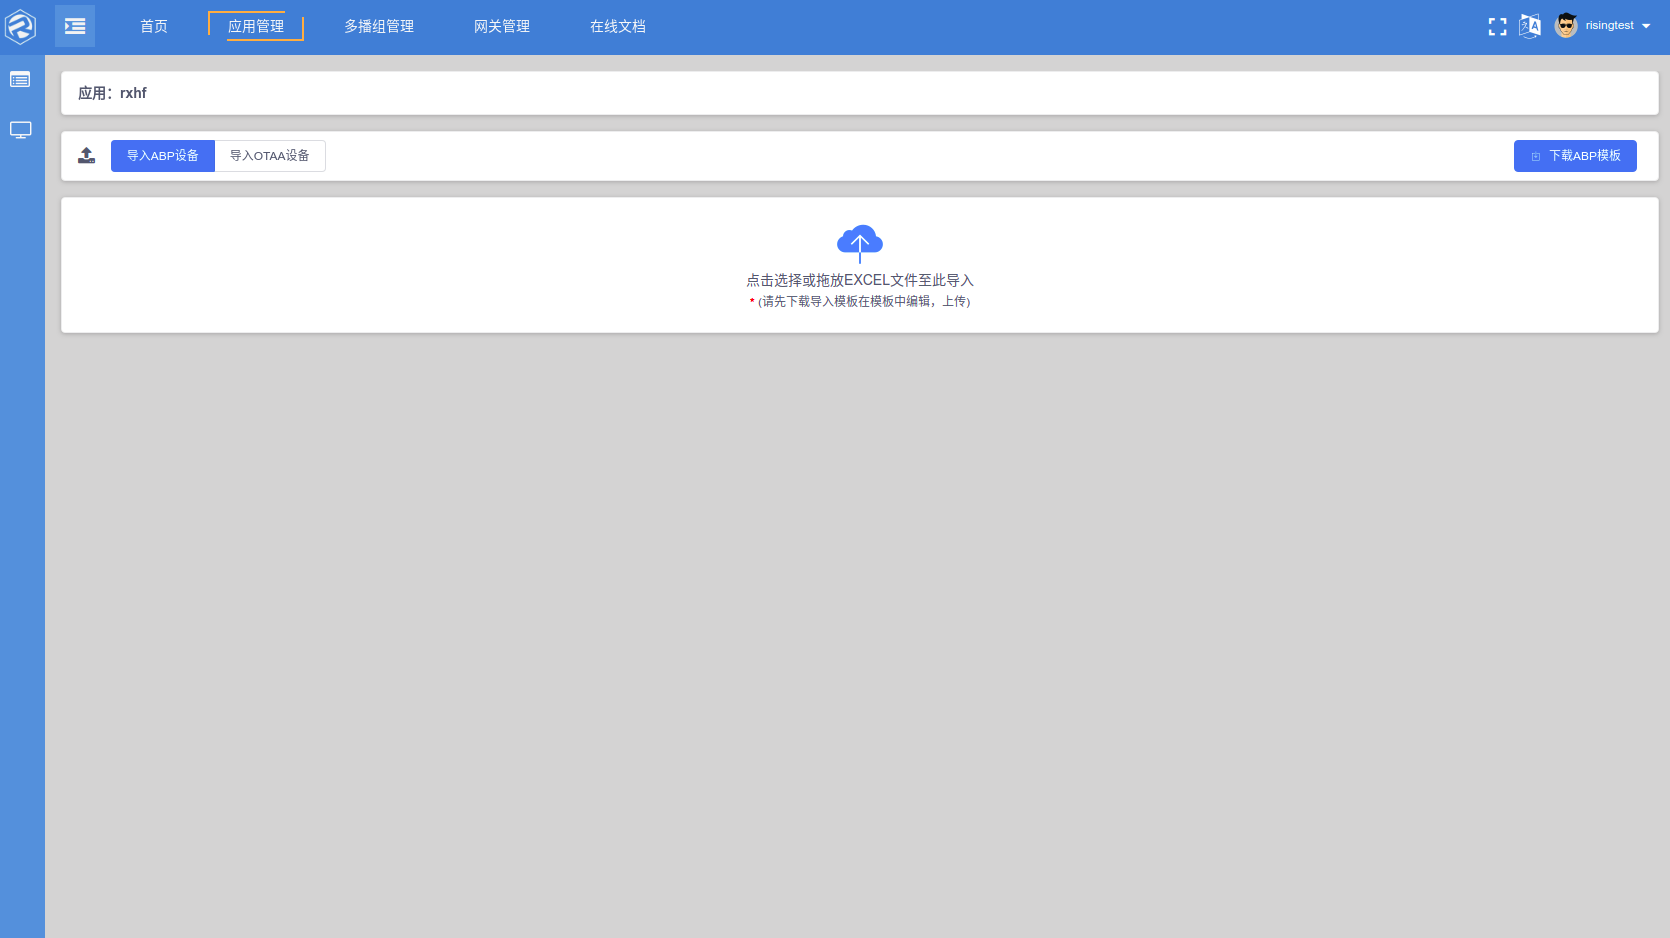 首页 应用管理 多播组管理 网关管理 在线文档 risingtest
应用：rxhf
导入ABP设备 导入OTAA设备 下载ABP模板
点击选择或拖放EXCEL文件至此导入
* (请先下载导入模板在模板中编辑，上传)